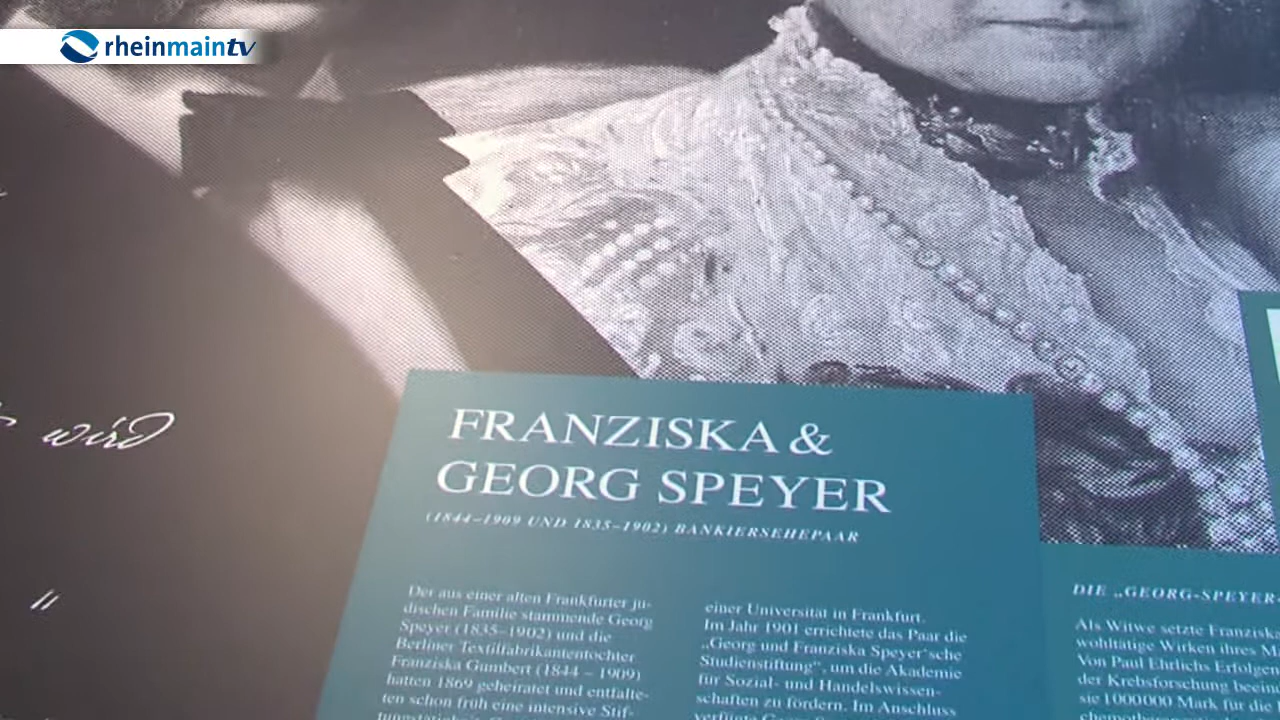 rheinmaintv
wird
"
FRANZISKA &
GEORG SPEYER
(1844–1909 UND 1835–1902) BANKIERSEHEPAAR
Der aus einer alten Frankfurter jü-
dischen Familie stammende Georg
Speyer (1835–1902) und die
Berliner Textilfabrikantentochter
Franziska Gumbert (1844 – 1909)
hatten 1869 geheiratet und entfalte-
ten schon früh eine intensive Stif-
einer Universität in Frankfurt.
Im Jahr 1901 errichtete das Paar die
„Georg und Franziska Speyer'sche
Studienstiftung“, um die Akademie
für Sozial- und Handelswissen-
schaften zu fördern. Im Anschluss
verfügte Georg
DIE „GEORG-SPEYER-
Als Witwe setzte Franziska
wohltätige Wirken ihres
Von Paul Ehrlichs Erfolgen
der Krebsforschung
sie 1000000 Mark für die